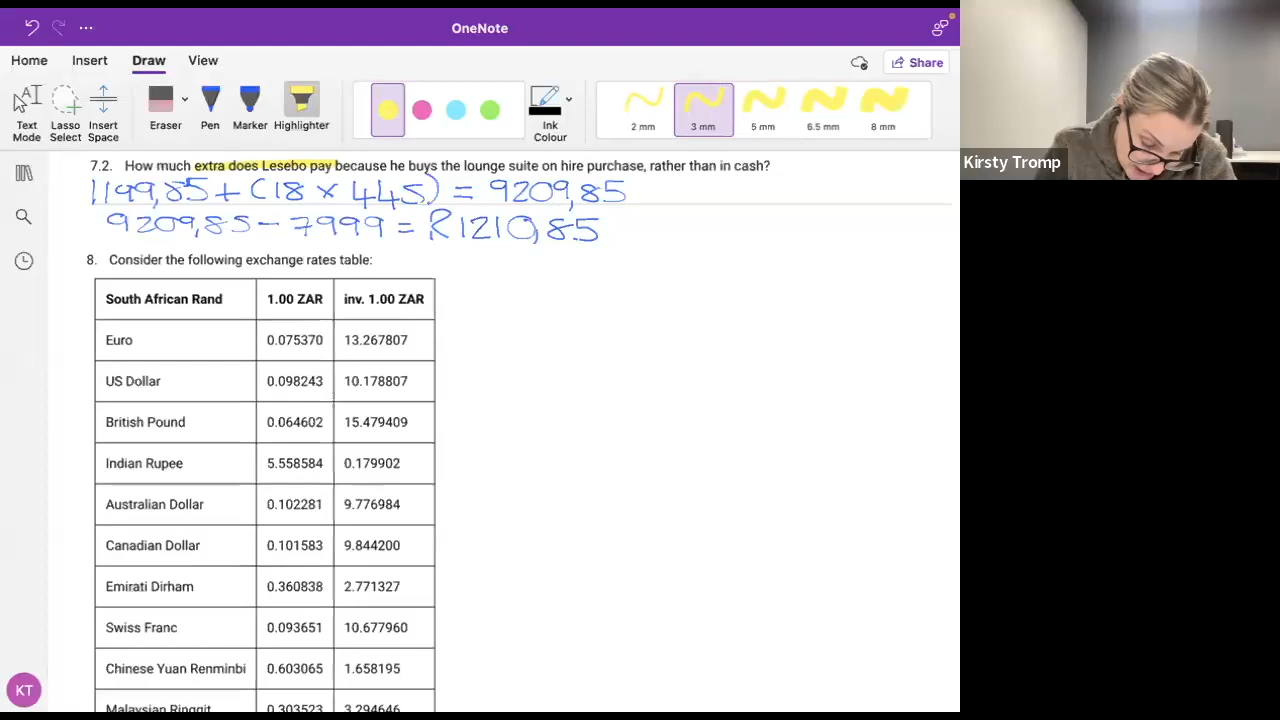 OneNote
Home Insert Draw View
Share
Text Mode
Lasso Select
Insert Space
Eraser
Pen
Marker
Highlighter
Ink Colour
2 mm 3 mm 5 mm 6.5 mm 8 mm
Kirsty Tromp
7.2. How much extra does Lesebo pay because he buys the lounge suite on hire purchase, rather than in cash?
1199,85 + (18 × 445) = 9209,85
9209,85 - 7999 = R1210,85
8. Consider the following exchange rates table:
South African Rand 1.00 ZAR inv. 1.00 ZAR
Euro 0.075370 13.267807
US Dollar 0.098243 10.178807
British Pound 0.064602 15.479409
Indian Rupee 5.558584 0.179902
Australian Dollar 0.102281 9.776984
Canadian Dollar 0.101583 9.844200
Emirati Dirham 0.360838 2.771327
Swiss Franc 0.093651 10.677960
Chinese Yuan Renminbi 0.603065 1.658195
Malaysian Ringgit 0.303523 3.294646
KT